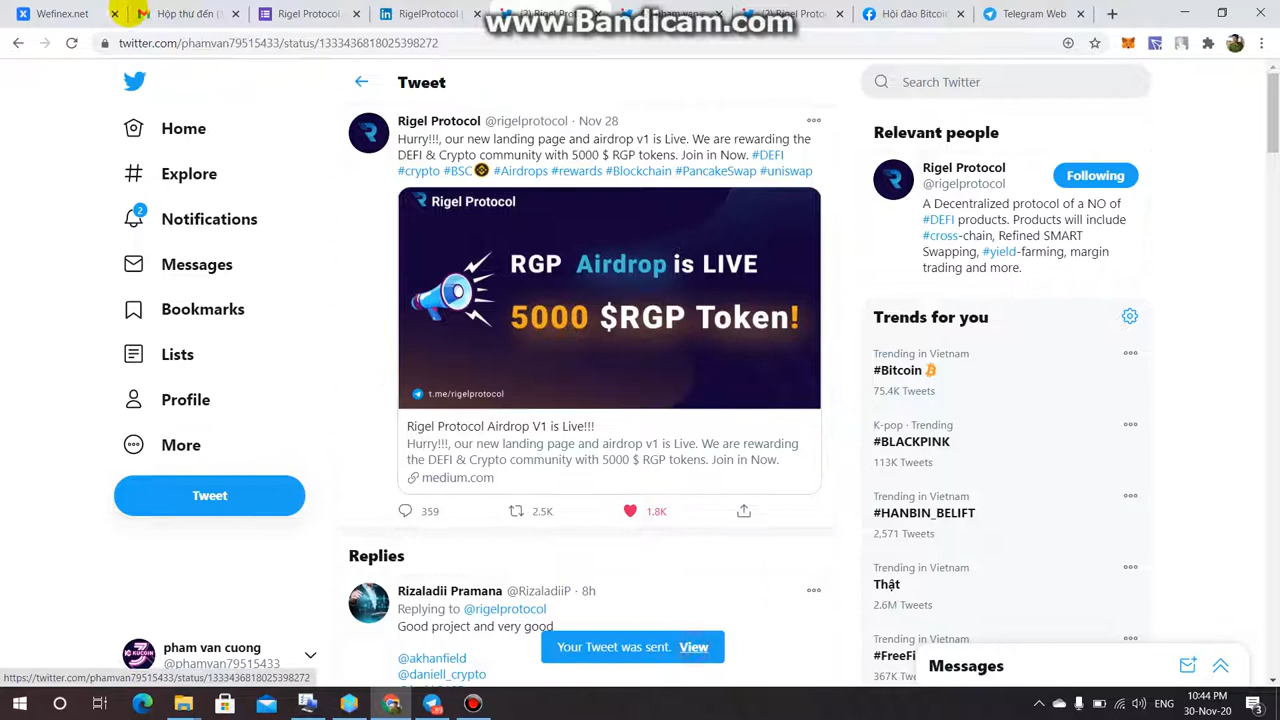 Wefinex
Hộp thư đến (
Rigel Protocol
RigelProtocol
Hội đảo Bitcoin
Telegram Web
www.Bandicam.com
twitter.com/phamvan79515433/status/1333436818025398272
Tweet
Search Twitter
Home
Explore
2
Notifications
Messages
Bookmarks
Lists
Profile
More
Tweet
pham van cuong
@phamvan79515433
https://twitter.com/phamvan79515433/status/1333436818025398272
Rigel Protocol @rigelprotocol · Nov 28
Hurry!!!, our new landing page and airdrop v1 is Live. We are rewarding the
DEFI & Crypto community with 5000 $ RGP tokens. Join in Now. #DEFI
#crypto #BSC #Airdrops #rewards #Blockchain #PancakeSwap #uniswap
Rigel Protocol
RGP Airdrop is LIVE
5000 $RGP Token!
t.me/rigelprotocol
Rigel Protocol Airdrop V1 is Live!!!
Hurry!!!, our new landing page and airdrop v1 is Live. We are rewarding
the DEFI & Crypto community with 5000 $ RGP tokens. Join in Now.
medium.com
359
2.5K
1.8K
Replies
Rizaladii Pramana @RizaladiiP · 8h
Replying to @rigelprotocol
Good project and very good
@akhanfield
@daniell_crypto
Your Tweet was sent. View
Relevant people
Rigel Protocol
@rigelprotocol
Following
A Decentralized protocol of a NO of
#DEFI products. Products will include
#cross-chain, Refined SMART
Swapping, #yield-farming, margin
trading and more.
Trends for you
Trending in Vietnam
#Bitcoin
75.4K Tweets
K-pop · Trending
#BLACKPINK
113K Tweets
Trending in Vietnam
#HANBIN_BELIFT
2,571 Tweets
Trending in Vietnam
Thật
2.6M Tweets
Trending in Vietnam
#FreeFi
367K Tweets
Messages
ENG
10:44 PM
30-Nov-20
3